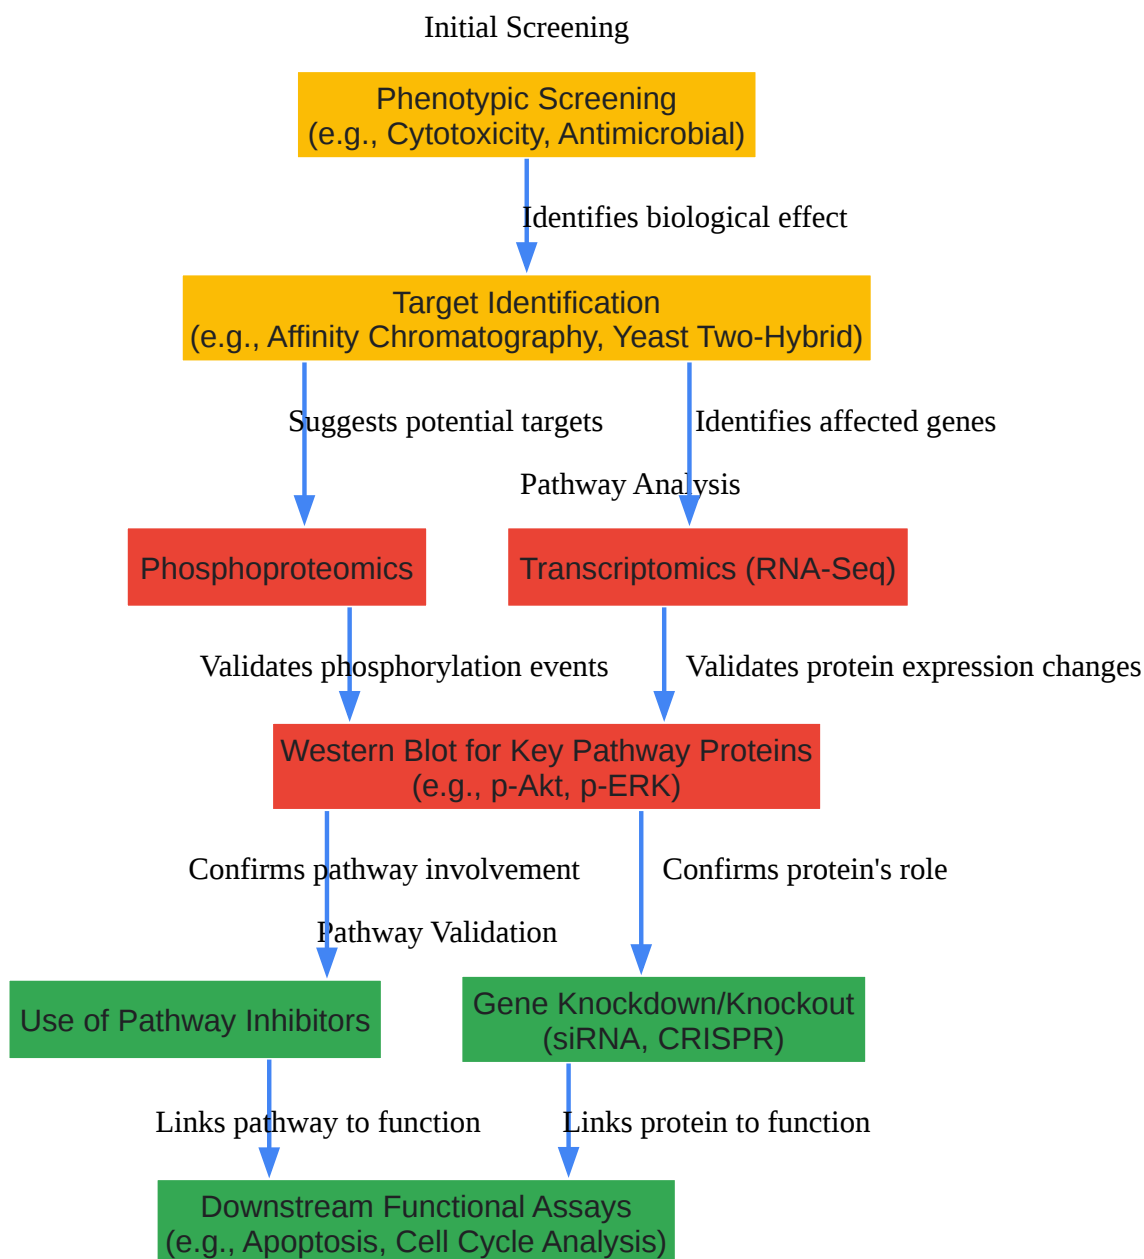 Initial Screening
Phenotypic Screening
(e.g., Cytotoxicity, Antimicrobial)
Identifies biological effect
Target Identification
(e.g., Affinity Chromatography, Yeast Two-Hybrid)
Suggests potential targets
Identifies affected genes
Pathway Analysis
Phosphoproteomics
Transcriptomics (RNA-Seq)
Validates phosphorylation events
Validates protein expression changes
Western Blot for Key Pathway Proteins
(e.g., p-Akt, p-ERK)
Confirms pathway involvement
Confirms protein's role
Pathway Validation
Use of Pathway Inhibitors
Gene Knockdown/Knockout
(siRNA, CRISPR)
Links pathway to function
Links protein to function
Downstream Functional Assays
(e.g., Apoptosis, Cell Cycle Analysis)